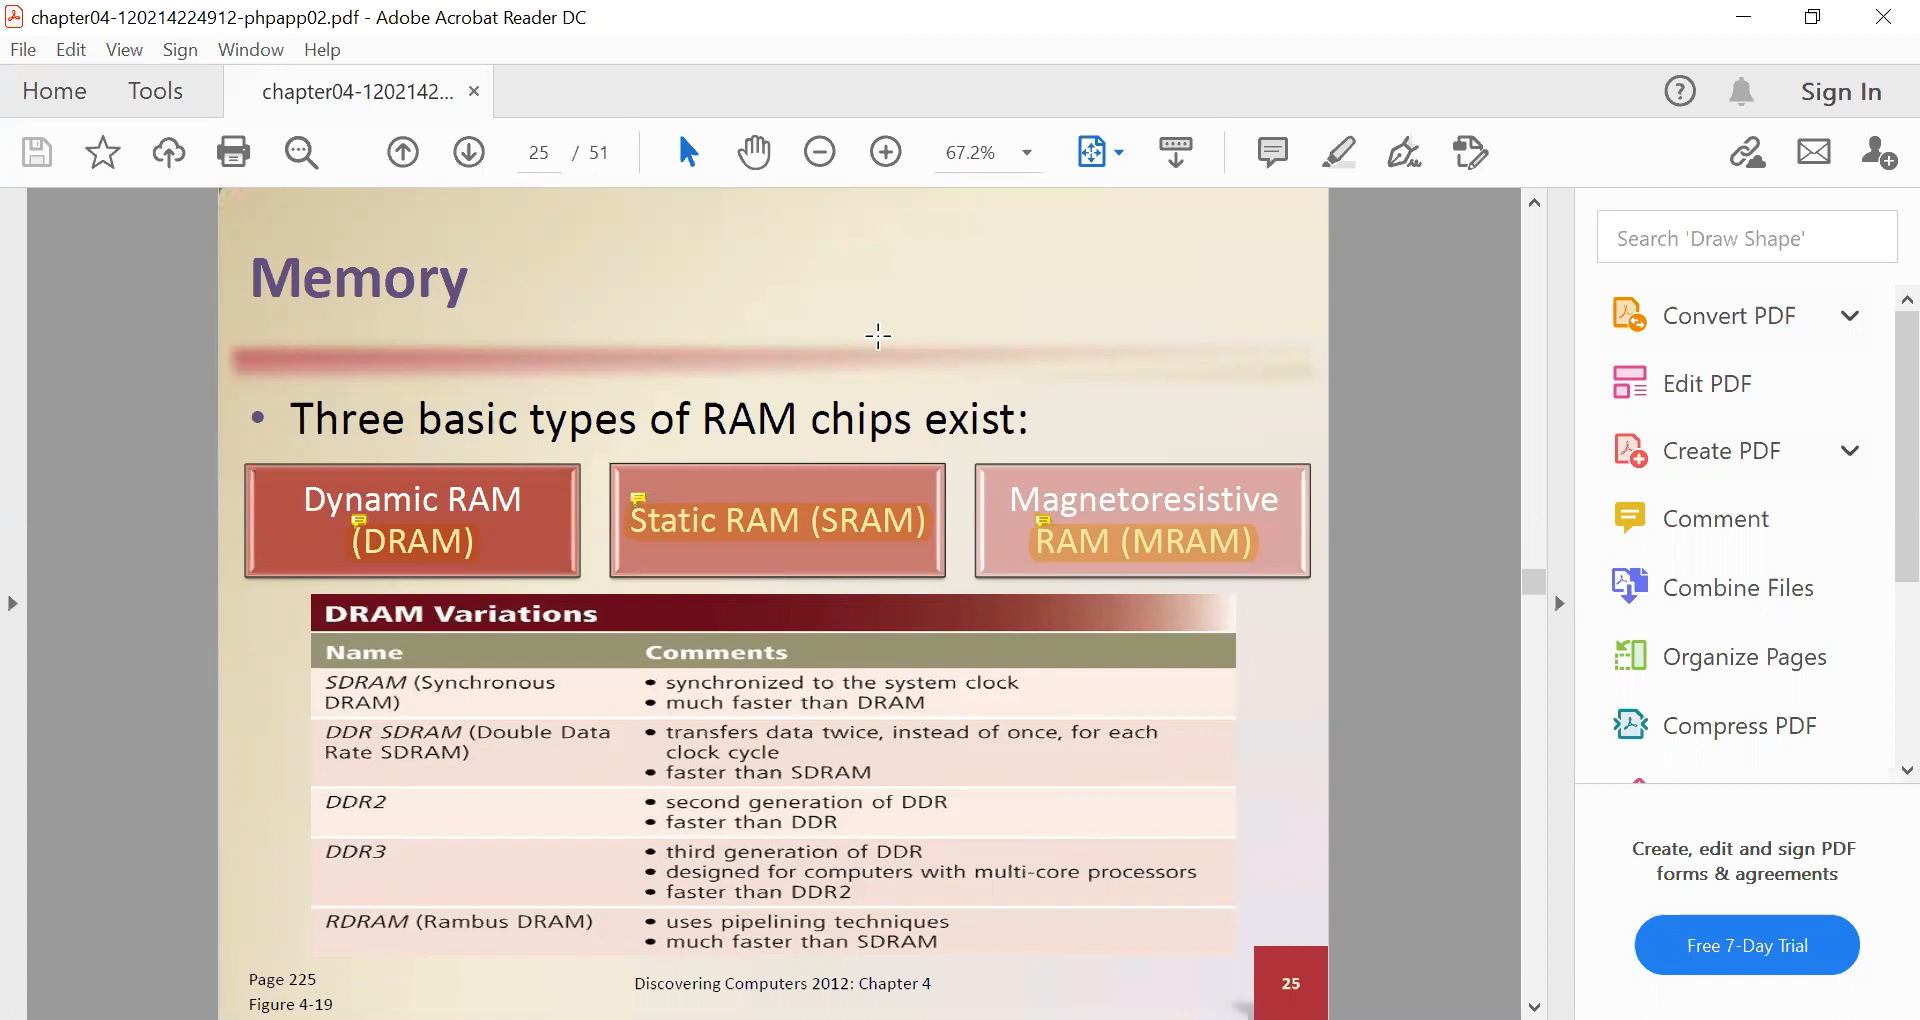 chapter04-120214224912-phpapp02.pdf - Adobe Acrobat Reader DC
File Edit View Sign Window Help
Home Tools chapter04-1202142... × Sign In
25 / 51 67.2%
Memory
• Three basic types of RAM chips exist:
Dynamic RAM
(DRAM)
Static RAM (SRAM)
Magnetoresistive
RAM (MRAM)
DRAM Variations
Name Comments
SDRAM (Synchronous
DRAM)
• synchronized to the system clock
• much faster than DRAM
DDR SDRAM (Double Data
Rate SDRAM)
• transfers data twice, instead of once, for each
clock cycle
• faster than SDRAM
DDR2
• second generation of DDR
• faster than DDR
DDR3
• third generation of DDR
• designed for computers with multi-core processors
• faster than DDR2
RDRAM (Rambus DRAM)
• uses pipelining techniques
• much faster than SDRAM
Page 225
Figure 4-19
Discovering Computers 2012: Chapter 4
25
Search 'Draw Shape'
Convert PDF
Edit PDF
Create PDF
Comment
Combine Files
Organize Pages
Compress PDF
Create, edit and sign PDF
forms & agreements
Free 7-Day Trial